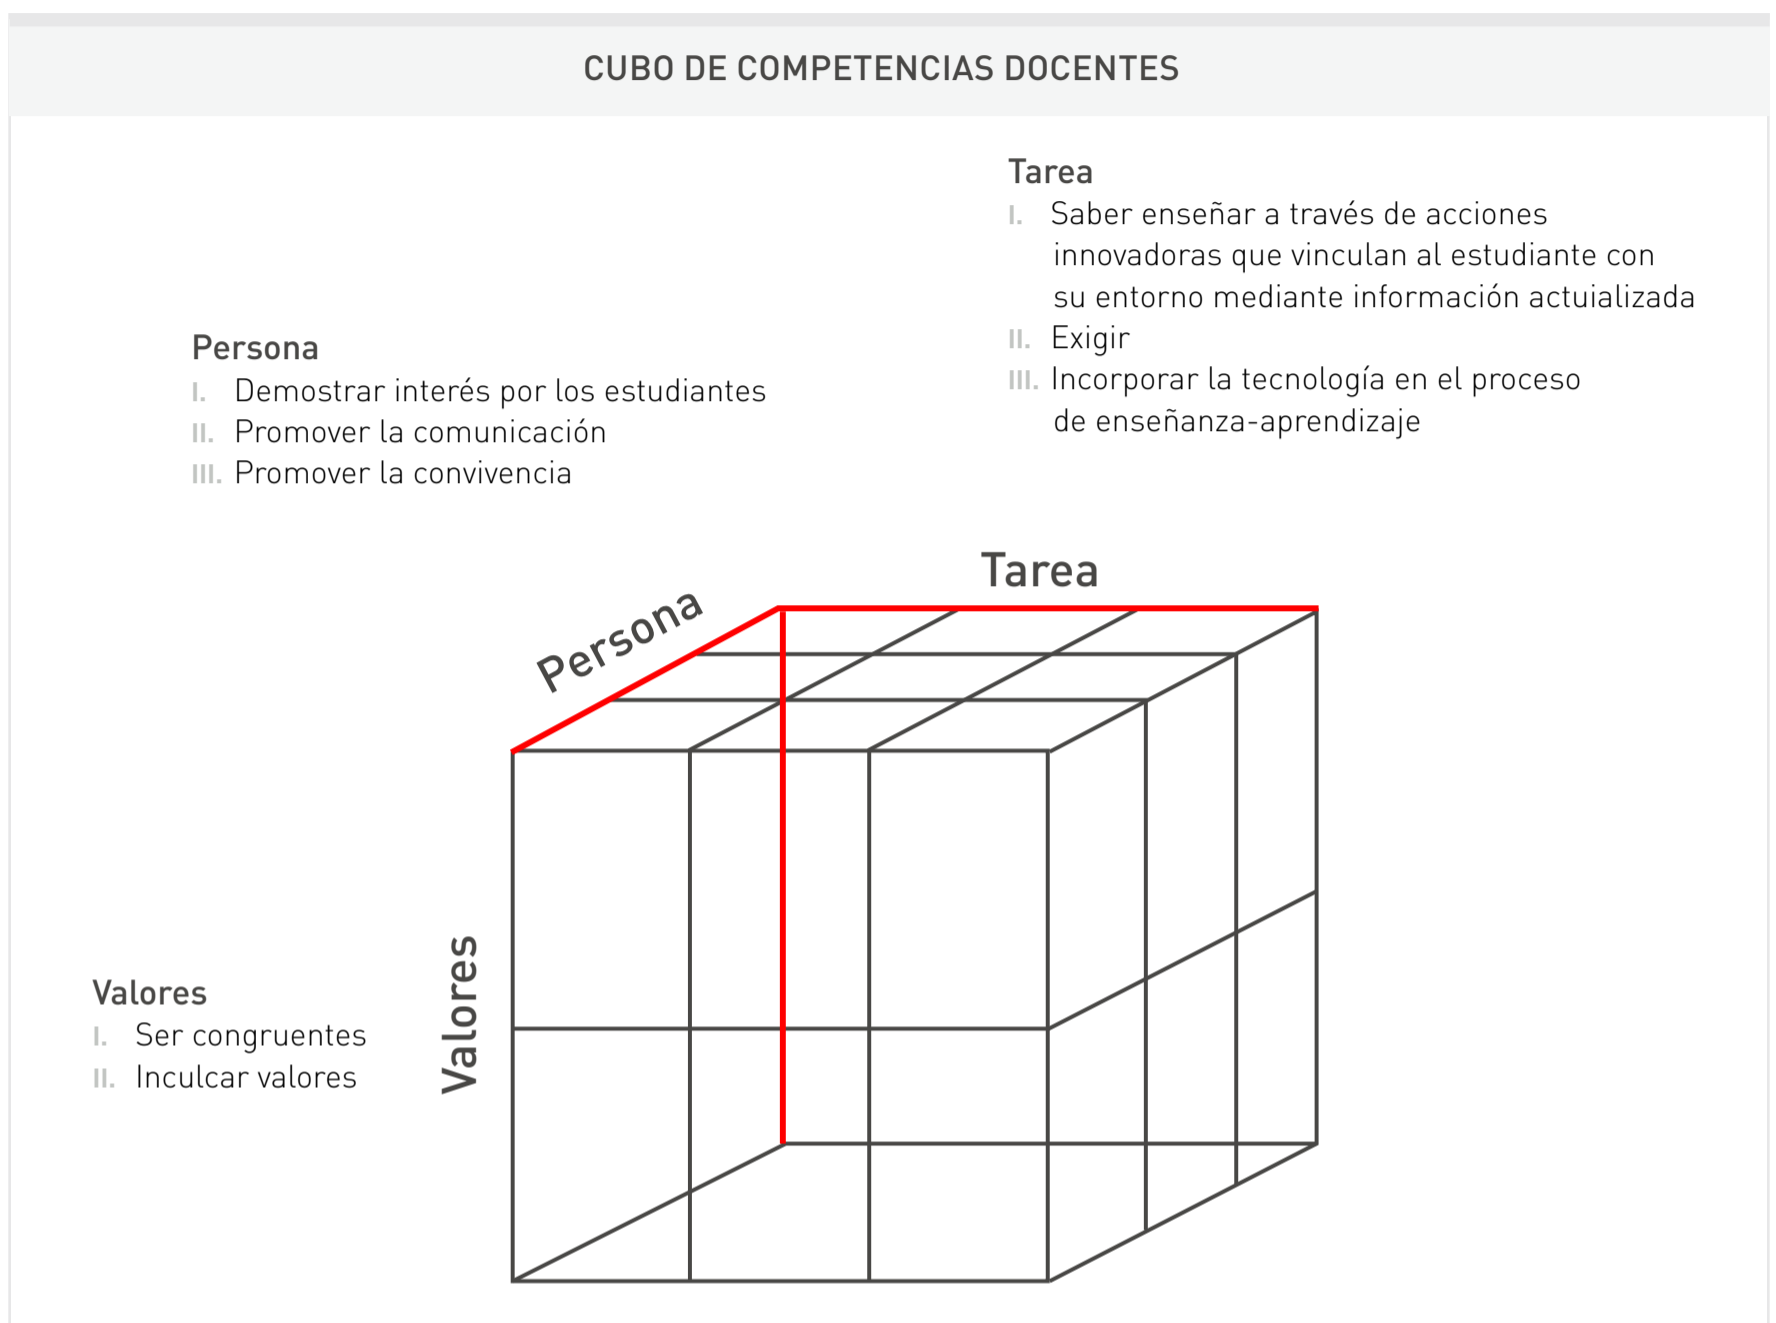 CUBO DE COMPETENCIAS DOCENTES
Tarea
I. Saber enseñar a través de acciones
innovadoras que vinculan al estudiante con
su entorno mediante información actuializada
II. Exigir
III. Incorporar la tecnología en el proceso
de enseñanza-aprendizaje
Persona
I. Demostrar interés por los estudiantes
II. Promover la comunicación
III. Promover la convivencia
Tarea
Persona
Valores
Valores
I. Ser congruentes
II. Inculcar valores